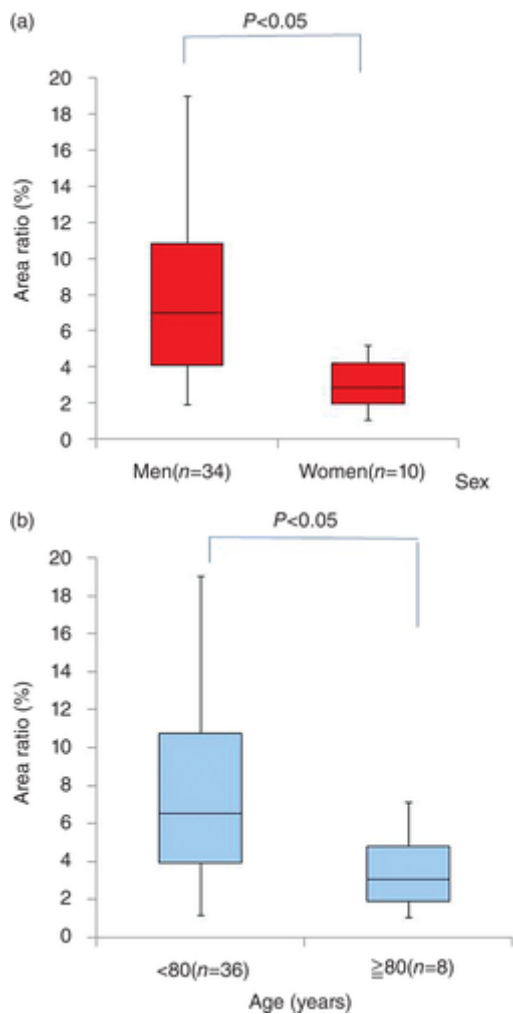 (a)
P<0.05
20
18
16
14
12
10
8
6
4
2
0
Area ratio (%)
Men(n=34) Women(n=10) Sex
(b)
P<0.05
20
18
16
14
12
10
8
6
4
2
0
Area ratio (%)
<80(n=36) ≧80(n=8)
Age (years)